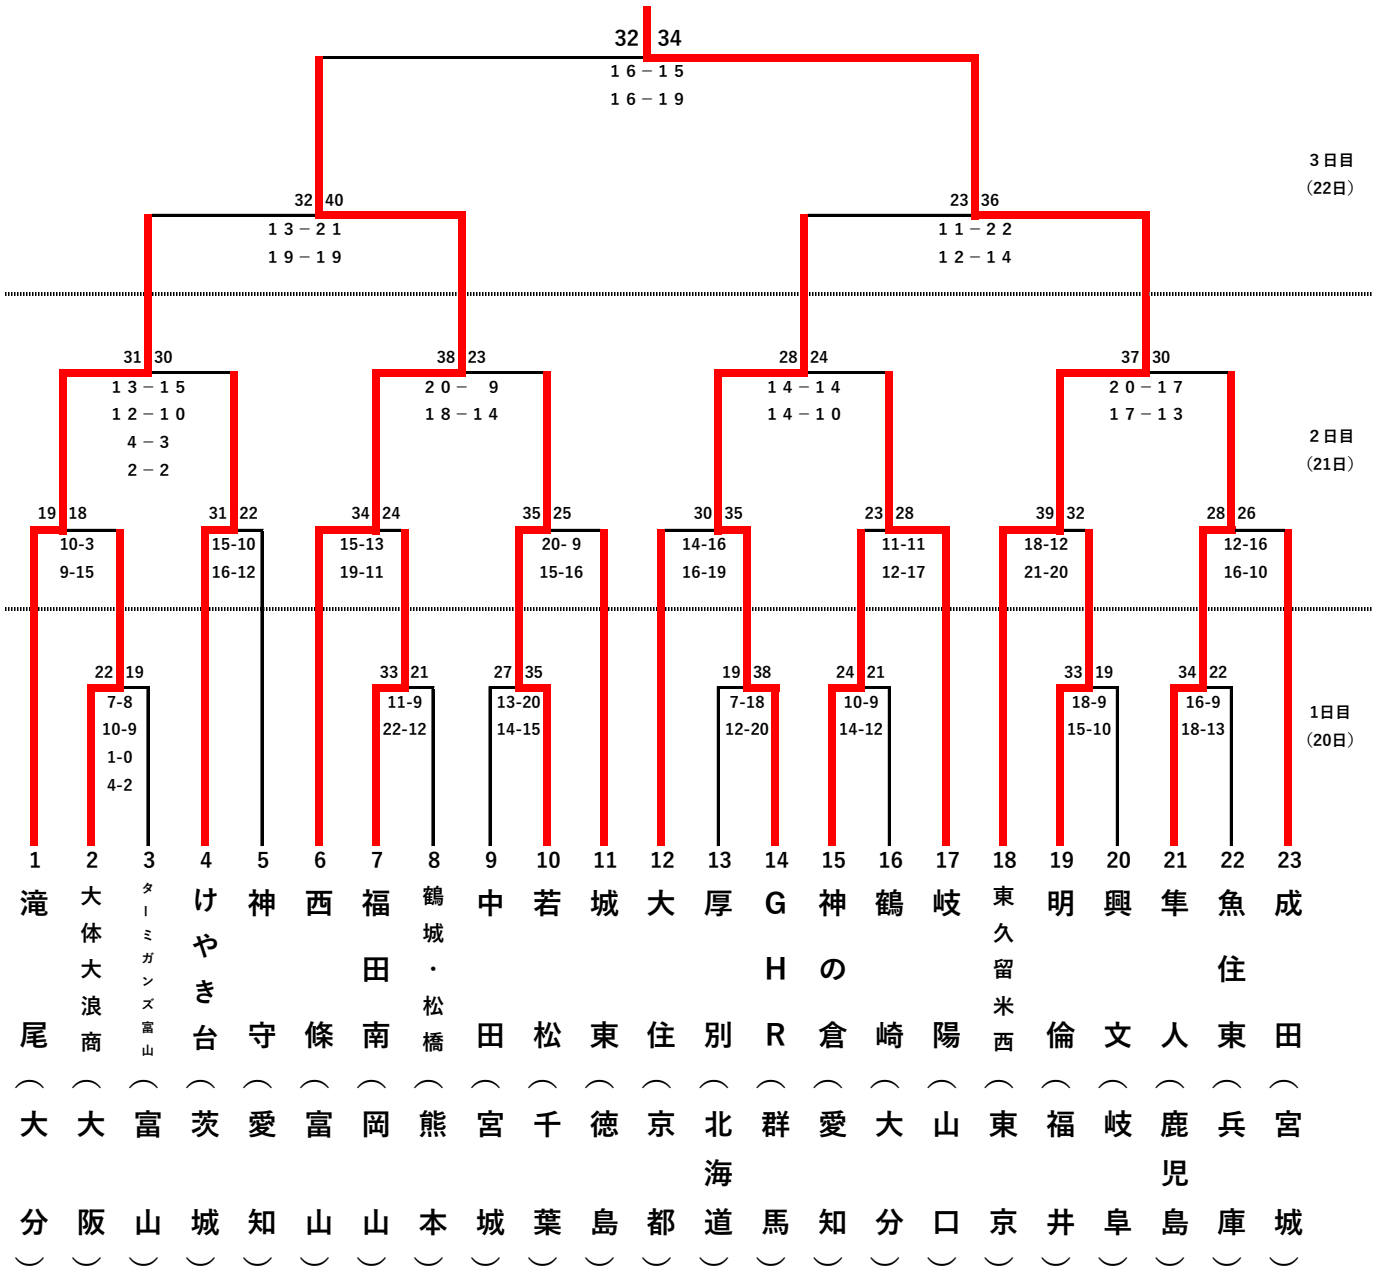 32 34
16－15
16－19
3日目
（22日）
32 40
13－21
19－19
23 36
11－22
12－14
31 30
13－15
12－10
4－3
2－2
38 23
20－ 9
18－14
28 24
14－14
14－10
37 30
20－17
17－13
2日目
（21日）
19 18
10-3
9-15
31 22
15-10
16-12
34 24
15-13
19-11
35 25
20- 9
15-16
30 35
14-16
16-19
23 28
11-11
12-17
39 32
18-12
21-20
28 26
12-16
16-10
22 19
7-8
10-9
1-0
4-2
33 21
11-9
22-12
27 35
13-20
14-15
19 38
7-18
12-20
24 21
10-9
14-12
33 19
18-9
15-10
34 22
16-9
18-13
1日目
（20日）
1 滝尾（大分）
2 大体大浪商（大阪）
3 ターミガンズ富山（富山）
4 けやき台（茨城）
5 神守（愛知）
6 西條（富山）
7 福田南（岡山）
8 鶴城・松橋（熊本）
9 中田（宮城）
10 若松（千葉）
11 城東（徳島）
12 大住（京都）
13 厚別（北海道）
14 GHR（群馬）
15 神の倉（愛知）
16 鶴崎（大分）
17 岐陽（山口）
18 東久留米西（東京）
19 明倫（福井）
20 興文（岐阜）
21 隼人（鹿児島）
22 魚住東（兵庫）
23 成田（宮城）